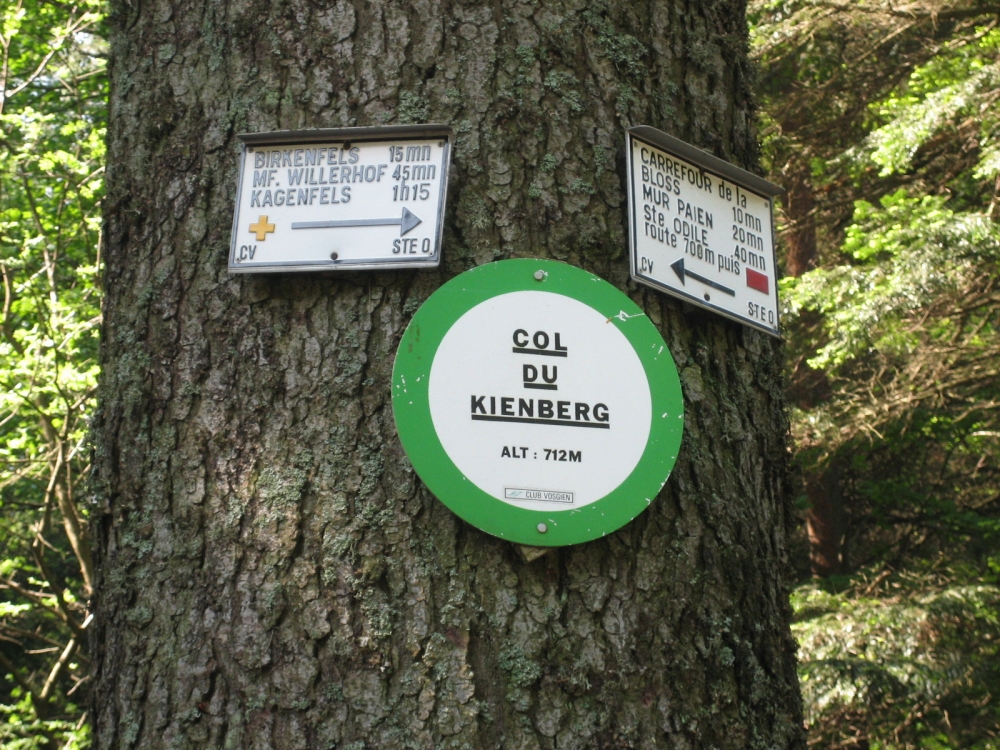 BIRKENFELS 15mn
MF. WILLERHOF 45mn
KAGENFELS 1h15
CV STE O
CARREFOUR de la
BLOSS 10mn
MUR PAIEN 20mn
Ste ODILE 40mn
route 700m puis
CV
STE O
COL
DU
KIENBERG
ALT : 712M
CLUB VOSGIEN